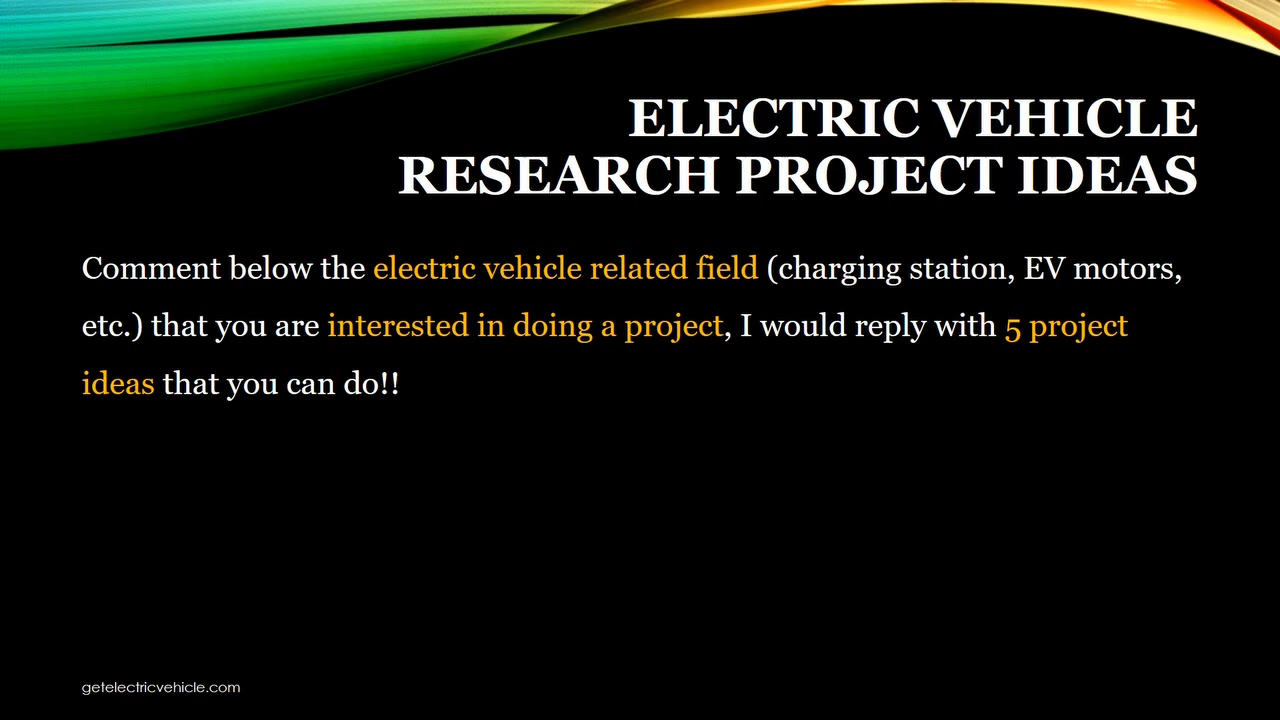 ELECTRIC VEHICLE
RESEARCH PROJECT IDEAS
Comment below the electric vehicle related field (charging station, EV motors,
etc.) that you are interested in doing a project, I would reply with 5 project
ideas that you can do!!
getelectricvehicle.com